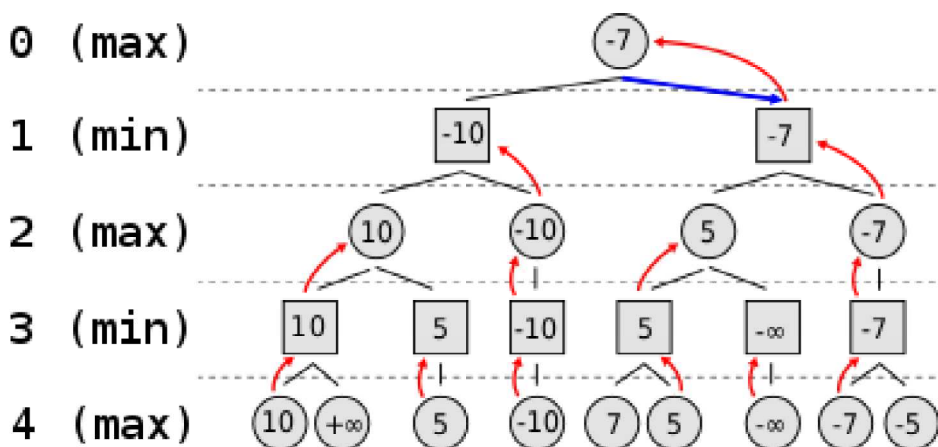 0 (max) -7
1 (min) -10 -7
2 (max) 10 -10 5 -7
3 (min) 10 5 -10 5 -∞ -7
4 (max) 10 +∞ 5 -10 7 5 -∞ -7 -5